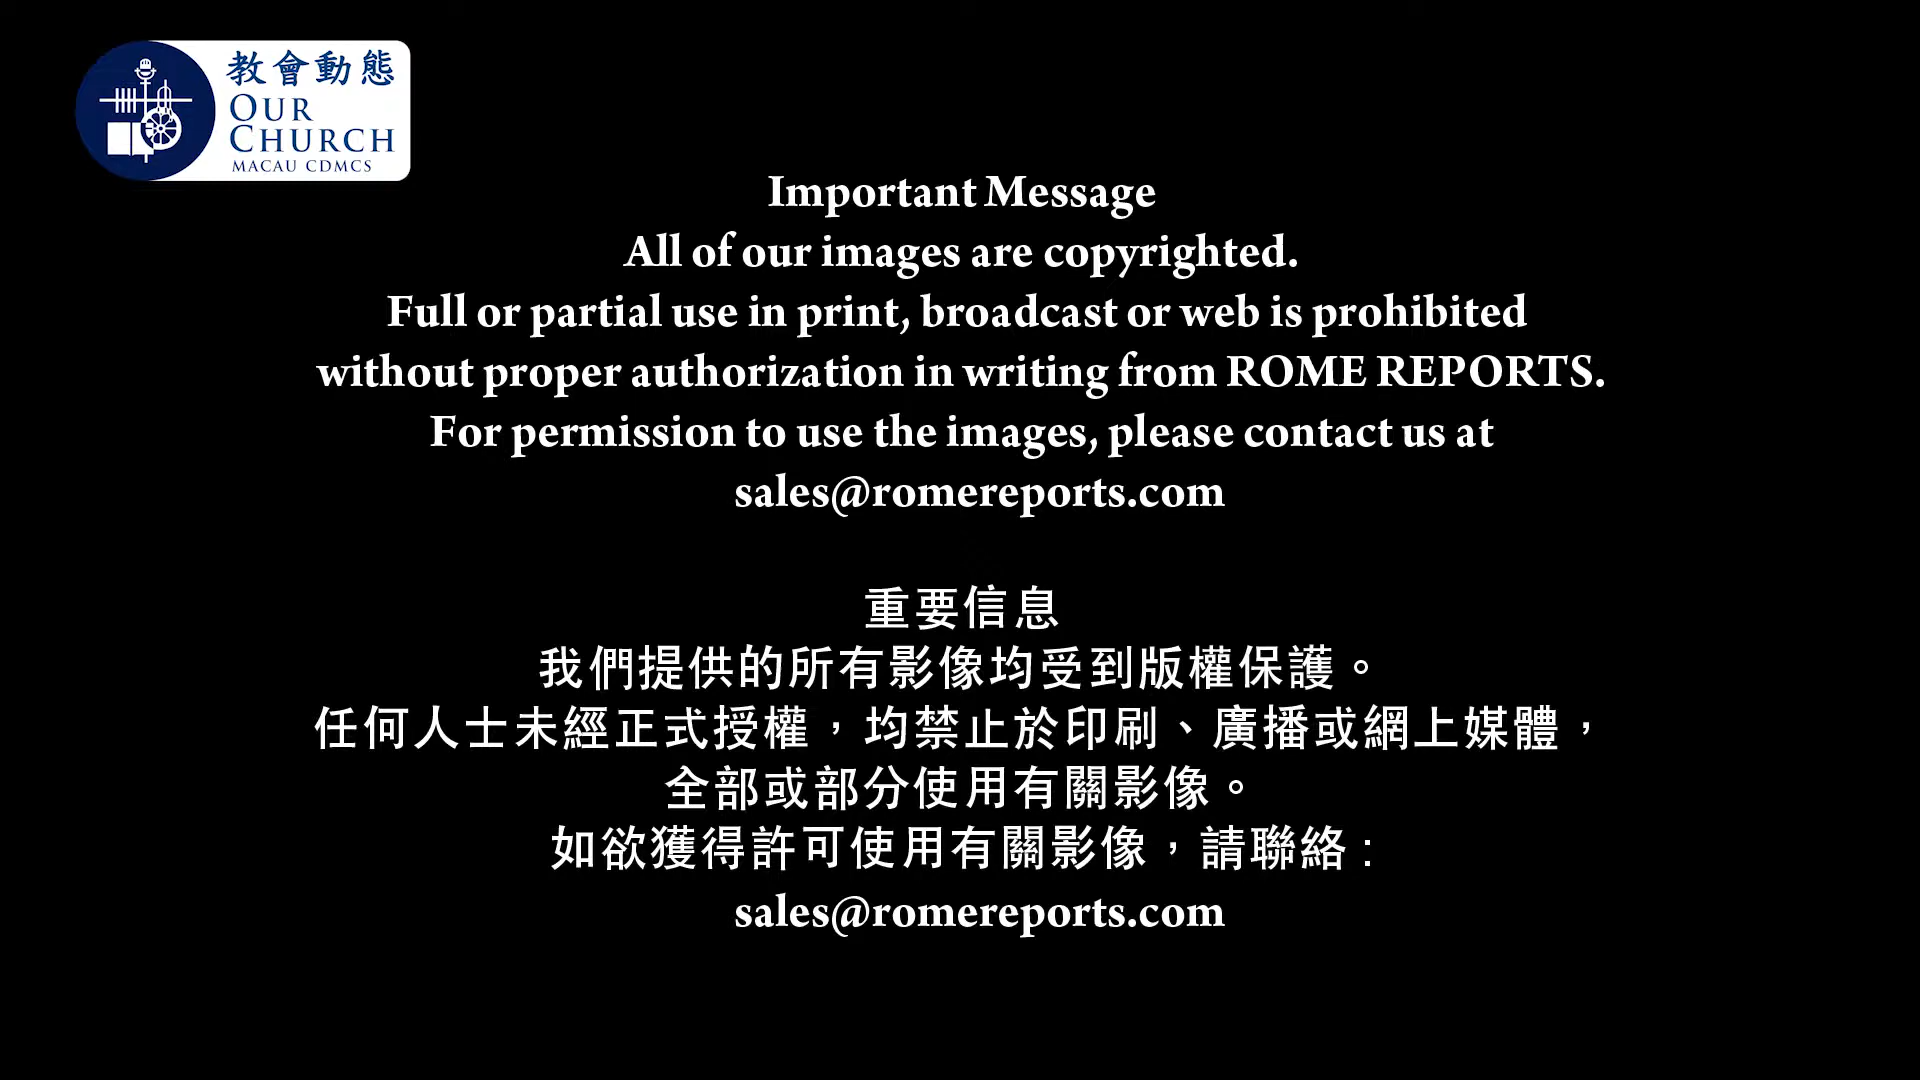 教會動態
OUR
CHURCH
MACAU CDMCS
Important Message
All of our images are copyrighted.
Full or partial use in print, broadcast or web is prohibited
without proper authorization in writing from ROME REPORTS.
For permission to use the images, please contact us at
sales@romereports.com
重要信息
我們提供的所有影像均受到版權保護。
任何人士未經正式授權，均禁止於印刷、廣播或網上媒體，
全部或部分使用有關影像。
如欲獲得許可使用有關影像，請聯絡：
sales@romereports.com